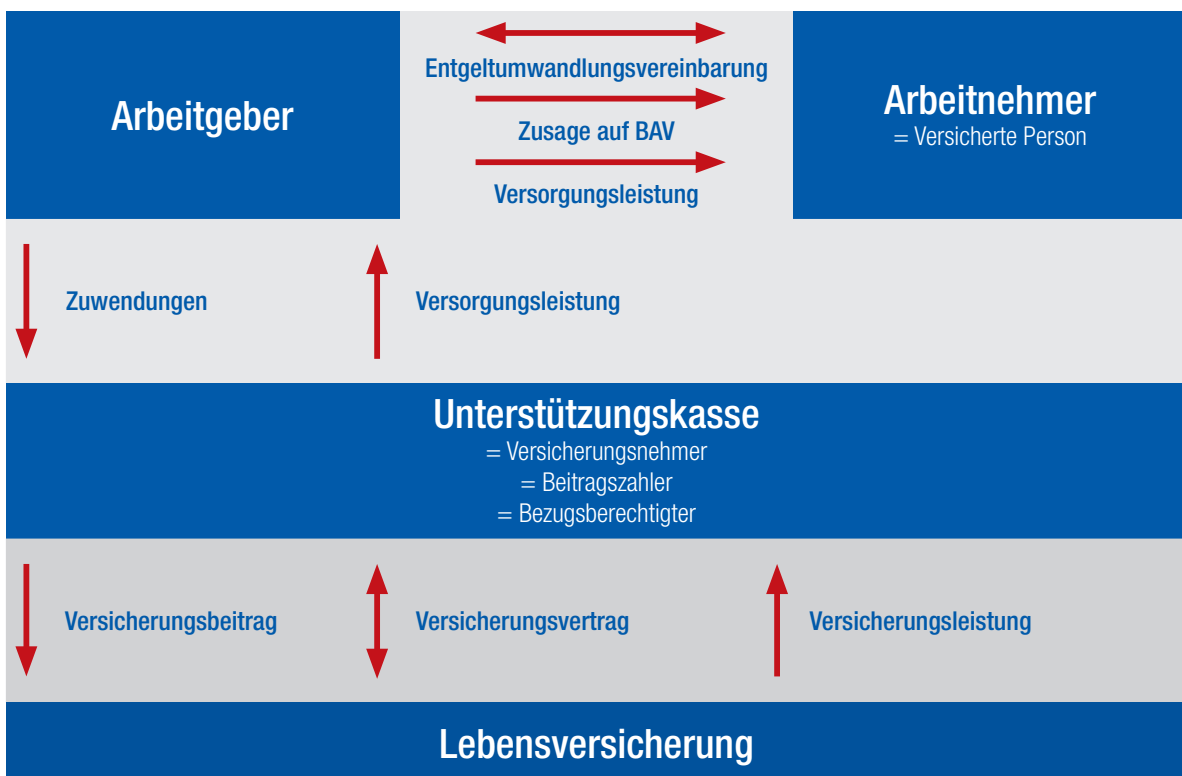 Arbeitgeber
Entgeltumwandlungsvereinbarung
Zusage auf BAV
Versorgungsleistung
Arbeitnehmer
= Versicherte Person
Zuwendungen
Versorgungsleistung
Unterstützungskasse
= Versicherungsnehmer
= Beitragszahler
= Bezugsberechtigter
Versicherungsbeitrag
Versicherungsvertrag
Versicherungsleistung
Lebensversicherung